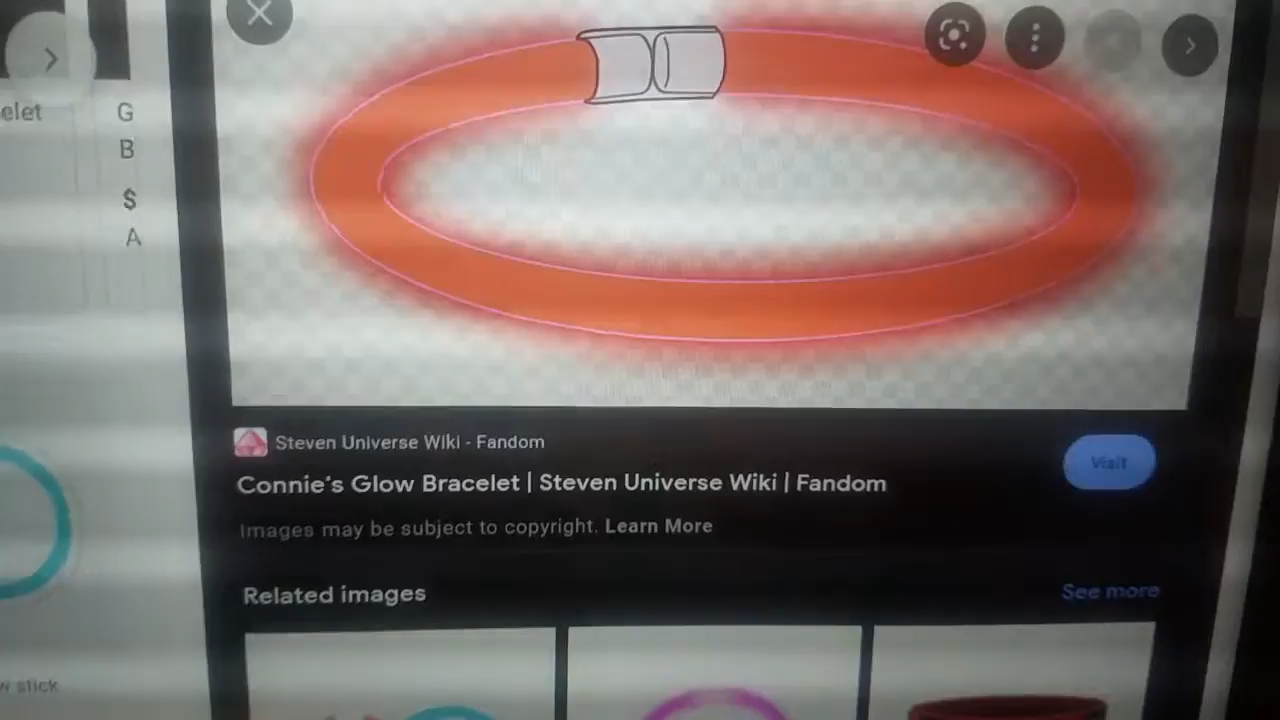 elet
G
B
$
A
Steven Universe Wiki - Fandom
Visit
Connie's Glow Bracelet | Steven Universe Wiki | Fandom
Images may be subject to copyright. Learn More
Related images
See more
stick